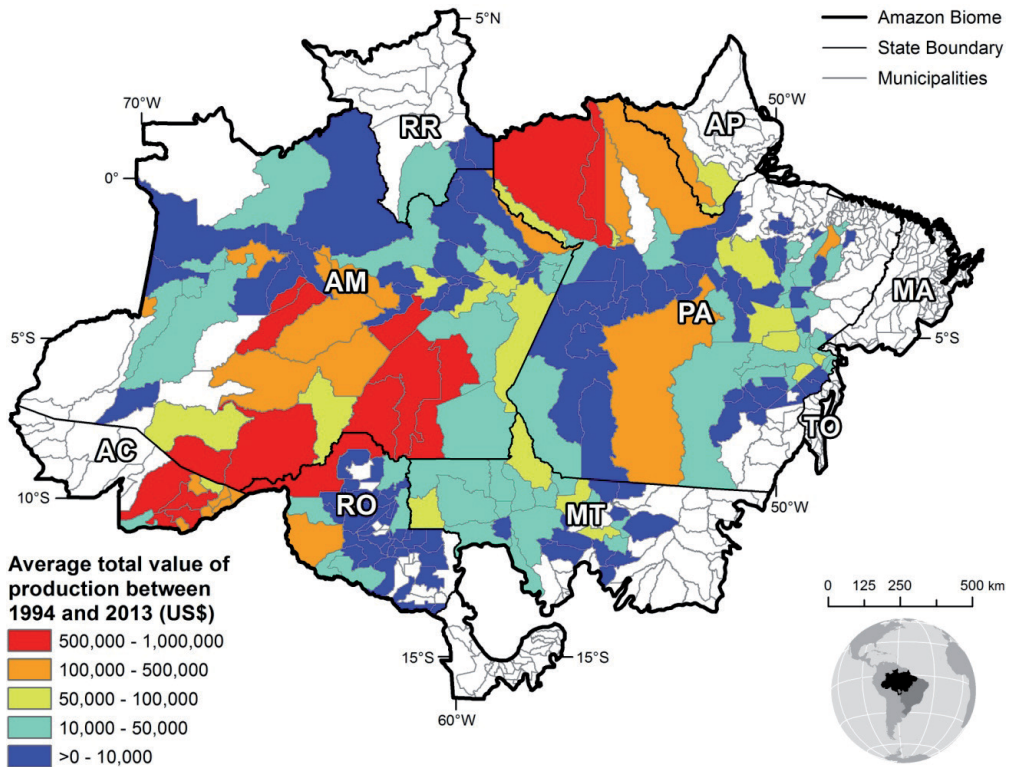 5°N
Amazon Biome
State Boundary
Municipalities
70°W
50°W
RR
AP
0°
AM
PA
MA
5°S
5°S
TO
AC
10°S
50°W
RO
MT
Average total value of
production between
1994 and 2013 (US$)
500,000 - 1,000,000
100,000 - 500,000
50,000 - 100,000
10,000 - 50,000
>0 - 10,000
0 125 250 500 km
15°S
15°S
60°W